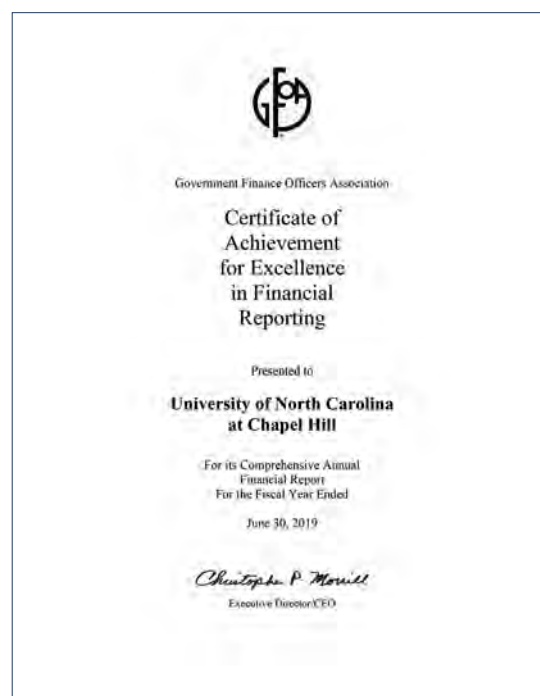 GFOA
Government Finance Officers Association
Certificate of
Achievement
for Excellence
in Financial
Reporting
Presented to
University of North Carolina
at Chapel Hill
For its Comprehensive Annual
Financial Report
For the Fiscal Year Ended
June 30, 2019
Christopher P. Morrill
Executive Director/CEO